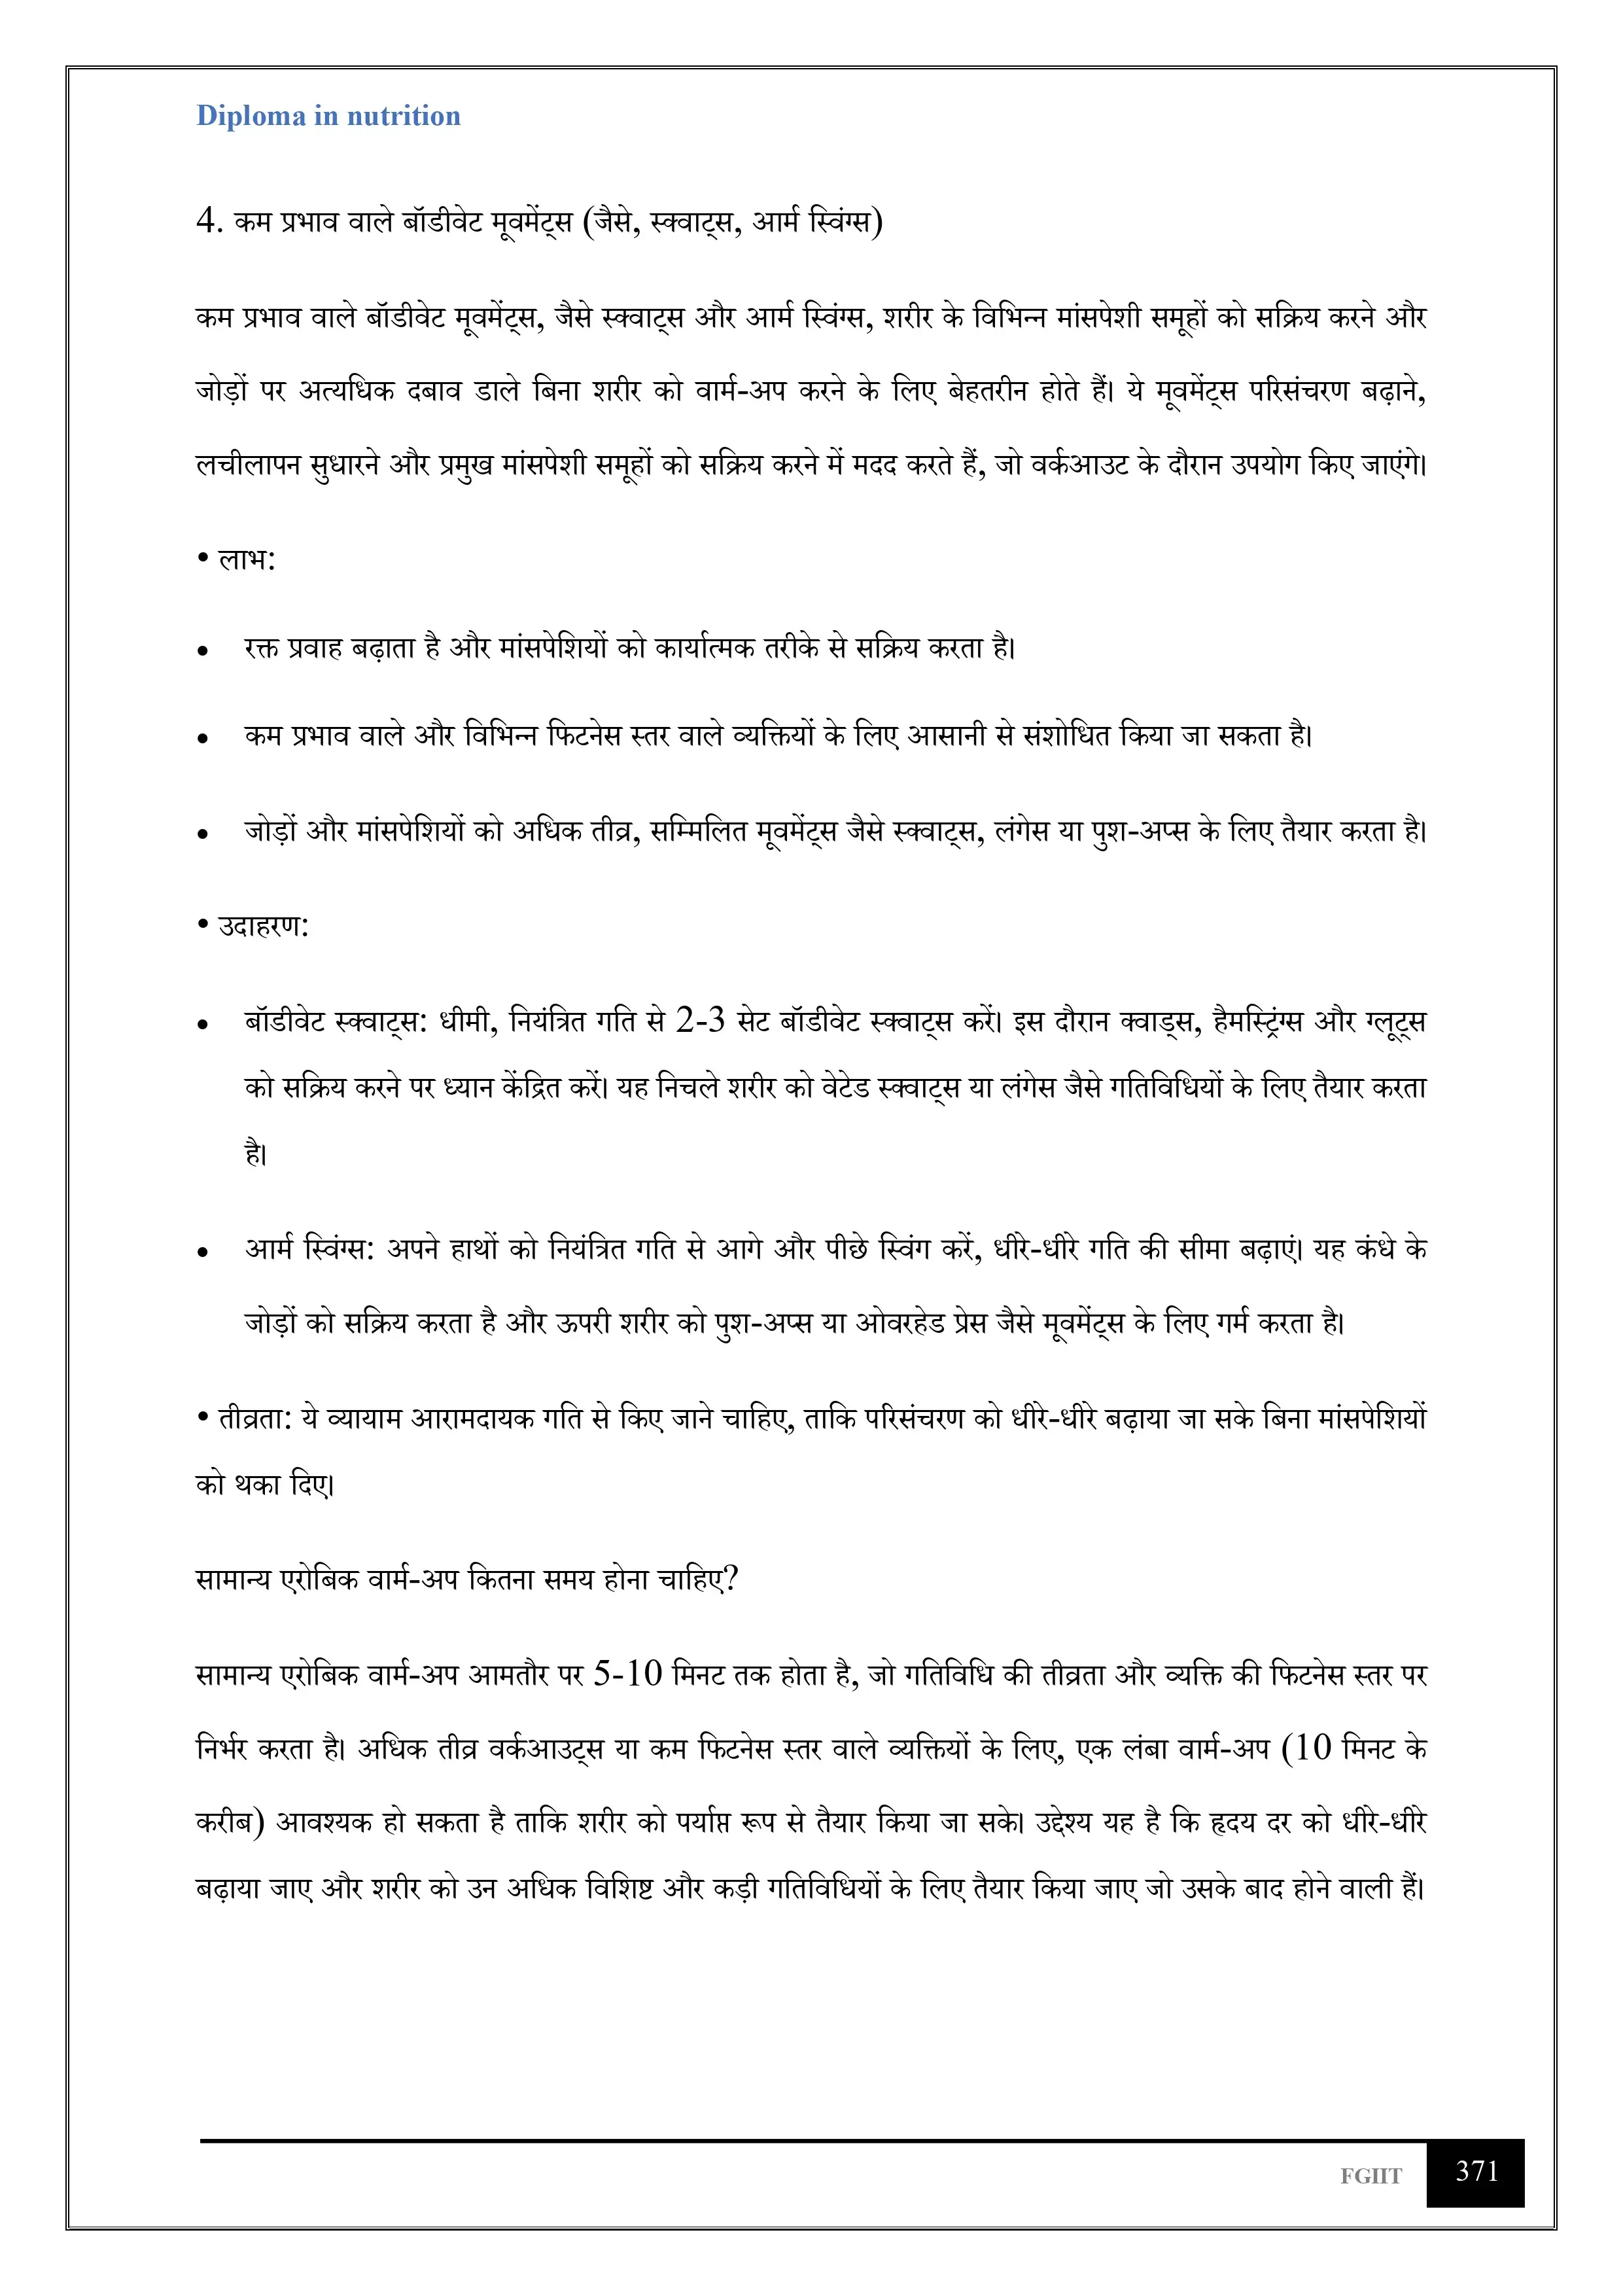 Diploma in nutrition
4. कम प्रभाव वाले बॉडीवेट मूवमेंट्स (जैसे, स्क्वाट्स, आर्म स्विंग्स)
कम प्रभाव वाले बॉडीवेट मूवमेंट्स, जैसे स्क्वाट्स और आर्म स्विंग्स, शरीर के विभिन्न मांसपेशी समूहों को सक्रिय करने और
जोड़ों पर अत्यधिक दबाव डाले बिना शरीर को वार्म-अप करने के लिए बेहतरीन होते हैं। ये मूवमेंट्स परिसंचरण बढ़ाने,
लचीलापन सुधारने और प्रमुख मांसपेशी समूहों को सक्रिय करने में मदद करते हैं, जो वर्कआउट के दौरान उपयोग किए जाएंगे।
• लाभ:
• रक्त प्रवाह बढ़ाता है और मांसपेशियों को कार्यात्मक तरीके से सक्रिय करता है।
• कम प्रभाव वाले और विभिन्न फिटनेस स्तर वाले व्यक्तियों के लिए आसानी से संशोधित किया जा सकता है।
• जोड़ों और मांसपेशियों को अधिक तीव्र, सम्मिलित मूवमेंट्स जैसे स्क्वाट्स, लंगेस या पुश-अप्स के लिए तैयार करता है।
• उदाहरण:
• बॉडीवेट स्क्वाट्स: धीमी, नियंत्रित गति से 2-3 सेट बॉडीवेट स्क्वाट्स करें। इस दौरान क्वाड्स, हैमस्ट्रिंग्स और ग्लूट्स
को सक्रिय करने पर ध्यान केंद्रित करें। यह निचले शरीर को वेटेड स्क्वाट्स या लंगेस जैसे गतिविधियों के लिए तैयार करता
है।
• आर्म स्विंग्स: अपने हाथों को नियंत्रित गति से आगे और पीछे स्विंग करें, धीरे-धीरे गति की सीमा बढ़ाएं। यह कंधे के
जोड़ों को सक्रिय करता है और ऊपरी शरीर को पुश-अप्स या ओवरहेड प्रेस जैसे मूवमेंट्स के लिए गर्म करता है।
• तीव्रता: ये व्यायाम आरामदायक गति से किए जाने चाहिए, ताकि परिसंचरण को धीरे-धीरे बढ़ाया जा सके बिना मांसपेशियों
को थका दिए।
सामान्य एरोबिक वार्म-अप कितना समय होना चाहिए?
सामान्य एरोबिक वार्म-अप आमतौर पर 5-10 मिनट तक होता है, जो गतिविधि की तीव्रता और व्यक्ति की फिटनेस स्तर पर
निर्भर करता है। अधिक तीव्र वर्कआउट्स या कम फिटनेस स्तर वाले व्यक्तियों के लिए, एक लंबा वार्म-अप (10 मिनट के
करीब) आवश्यक हो सकता है ताकि शरीर को पर्याप्त रूप से तैयार किया जा सके। उद्देश्य यह है कि हृदय दर को धीरे-धीरे
बढ़ाया जाए और शरीर को उन अधिक विशिष्ट और कड़ी गतिविधियों के लिए तैयार किया जाए जो उसके बाद होने वाली हैं।
FGIIT 371